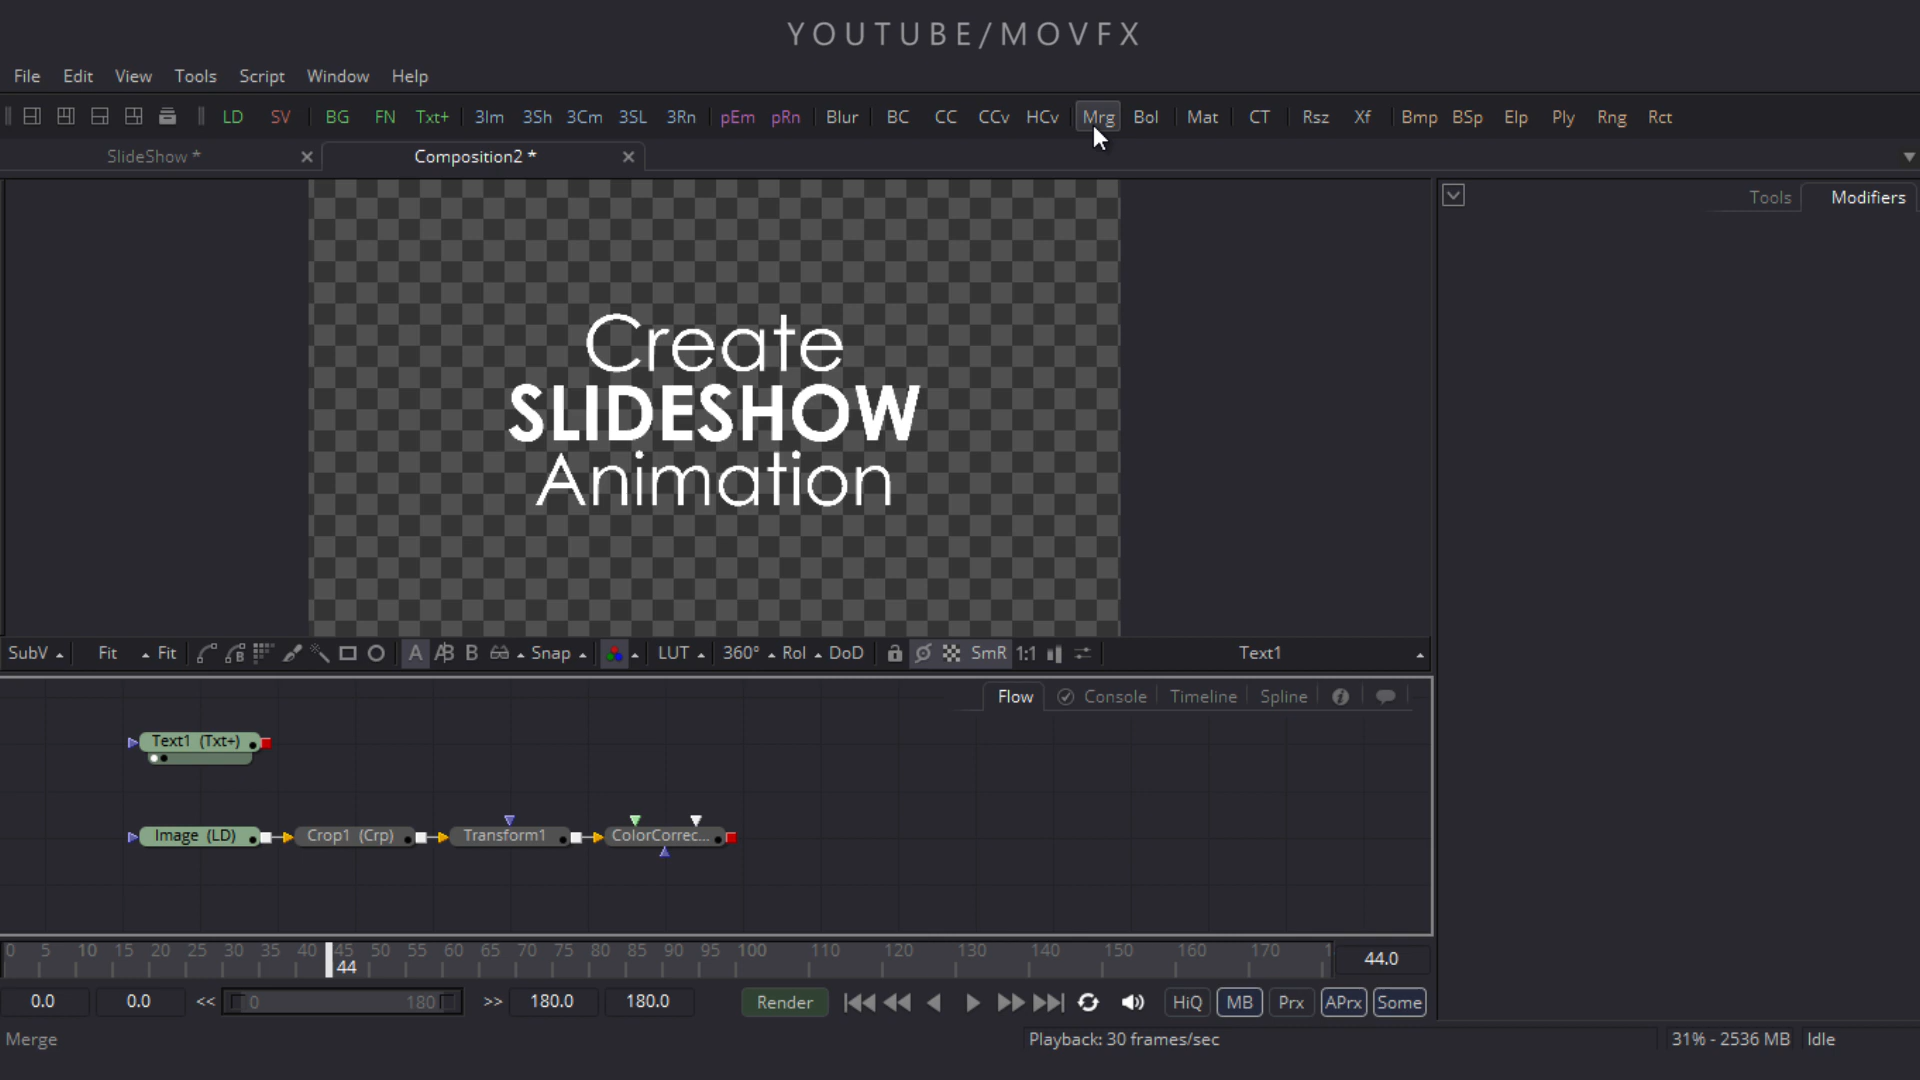 YOUTUBE/MOVFX
File Edit View Tools Script Window Help
LD SV BG FN Txt+ 3Im 3Sh 3Cm 3SL 3Rn pEm pRn Blur BC CC CCv HCv Mrg Bol Mat CT Rsz Xf Bmp BSp Elp Ply Rng Rct
SlideShow * Composition2 *
Tools Modifiers
Create
SLIDESHOW
Animation
SubV Fit Fit A AB B Snap LUT 360° RoI DoD SmR 1:1 Text1
Flow Console Timeline Spline
Text1 (Txt+)
Image (LD) Crop1 (Crp) Transform1 ColorCorrec...
0 5 10 15 20 25 30 35 40 45 50 55 60 65 70 75 80 85 90 95 100 110 120 130 140 150 160 170 1
44 44.0
0.0 0.0 << 0 180 >> 180.0 180.0 Render HiQ MB Prx APrx Some
Merge Playback: 30 frames/sec 31% - 2536 MB Idle